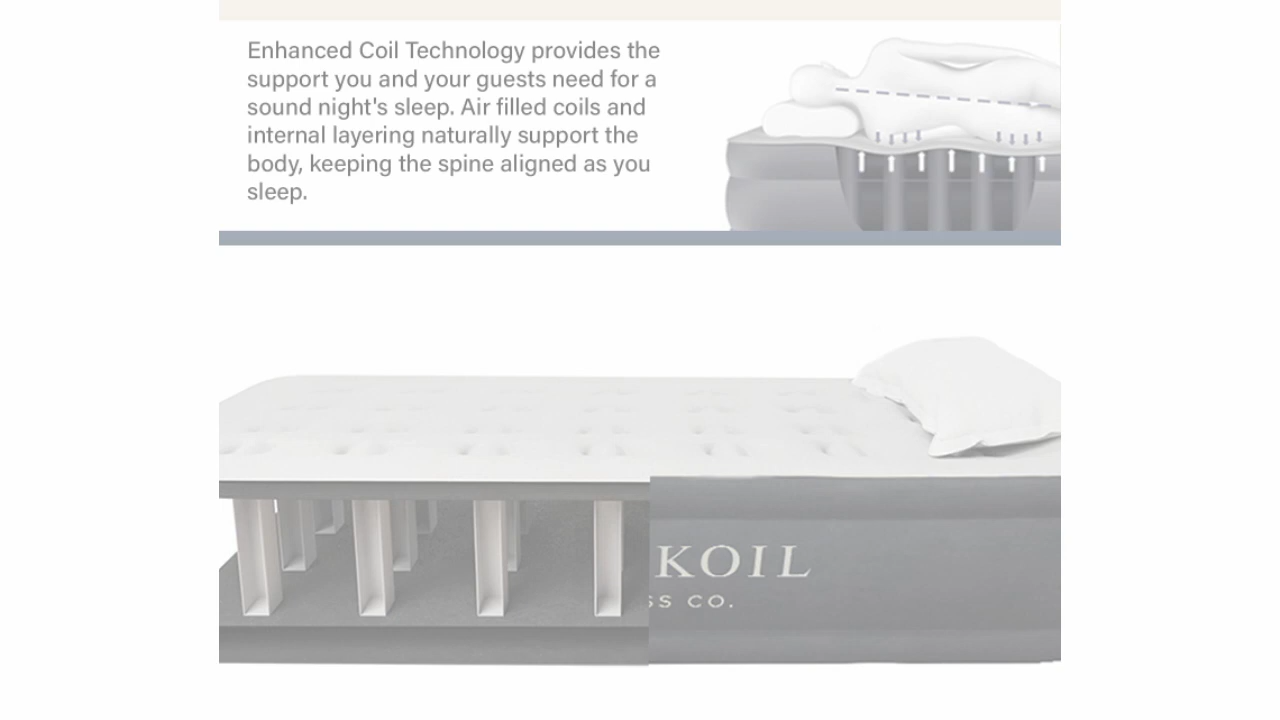 Enhanced Coil Technology provides the
support you and your guests need for a
sound night's sleep. Air filled coils and
internal layering naturally support the
body, keeping the spine aligned as you
sleep.
KOIL
SS CO.